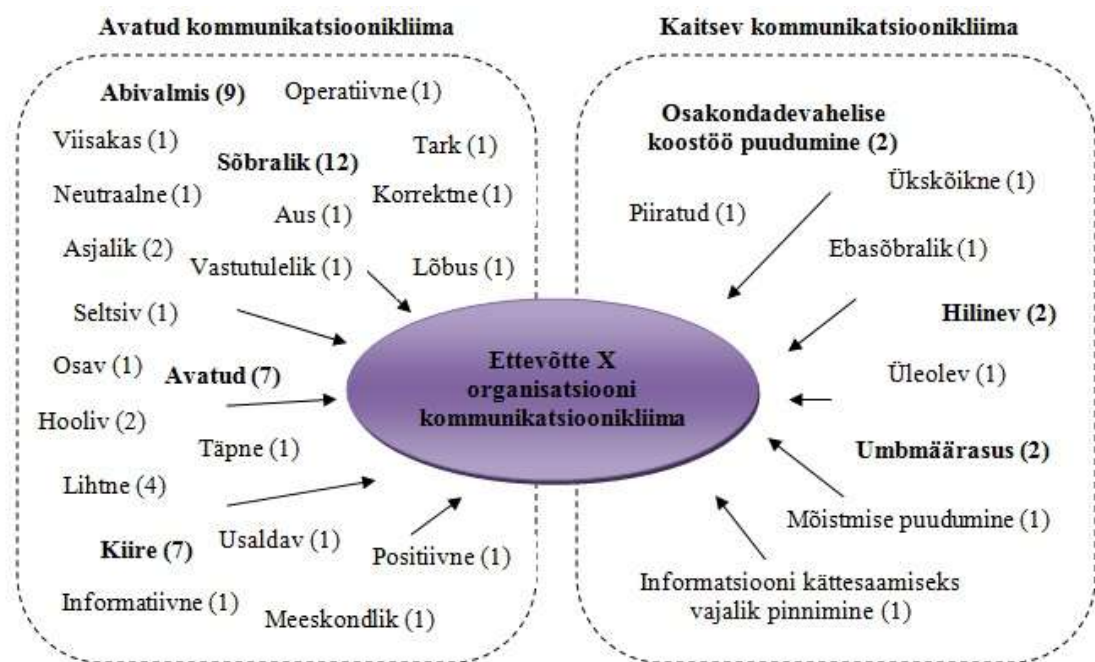 Avatud kommunikatsioonikliima
Abivalmis (9)
Operatiivne (1)
Viisakas (1)
Sõbralik (12)
Tark (1)
Neutraalne (1)
Aus (1)
Korrektne (1)
Asjalik (2)
Vastutulelik (1)
Lõbus (1)
Seltsiv (1)
Osav (1)
Avatud (7)
Hooliv (2)
Täpne (1)
Lihtne (4)
Kiire (7)
Usaldav (1)
Positiivne (1)
Informatiivne (1)
Meeskondlik (1)
Ettevõtte X
organisatsiooni
kommunikatsioonikliima
Kaitsev kommunikatsioonikliima
Osakondadevahelise
koostöö puudumine (2)
Ükskõikne (1)
Piiratud (1)
Ebasõbralik (1)
Hilinev (2)
Üleolev (1)
Umbmäärasus (2)
Mõistmise puudumine (1)
Informatsiooni kättesaamiseks
vajalik pinnimine (1)